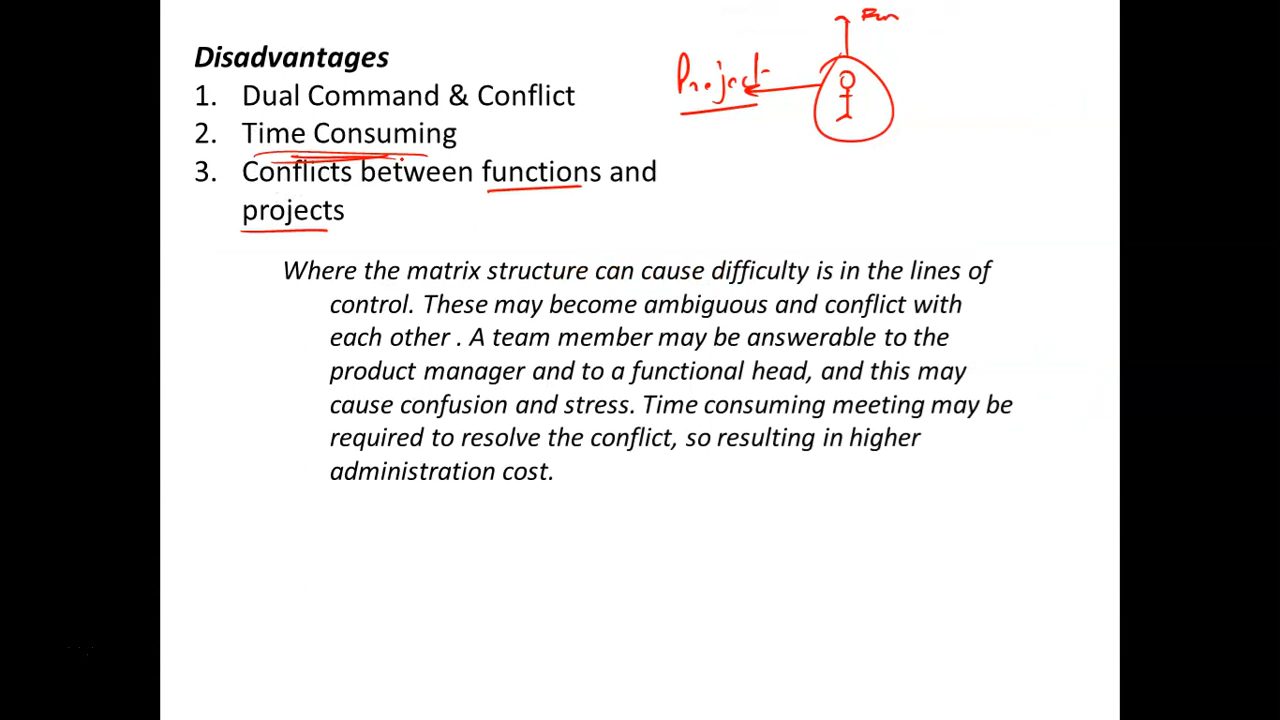 Fun
Project
Disadvantages
1. Dual Command & Conflict
2. Time Consuming
3. Conflicts between functions and
projects
Where the matrix structure can cause difficulty is in the lines of
control. These may become ambiguous and conflict with
each other . A team member may be answerable to the
product manager and to a functional head, and this may
cause confusion and stress. Time consuming meeting may be
required to resolve the conflict, so resulting in higher
administration cost.